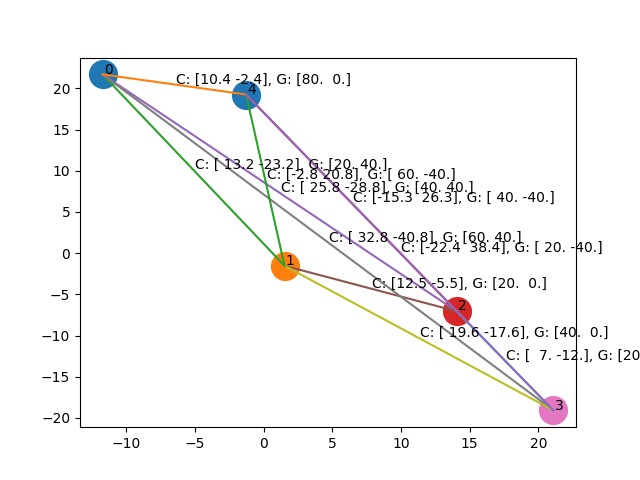 0
C: [10.4 -2.4], G: [80.  0.]
4
C: [ 13.2 -23.2], G: [20. 40.]
C: [-2.8 20.8], G: [ 60. -40.]
C: [ 25.8 -28.8], G: [40. 40.]
C: [-15.3  26.3], G: [ 40. -40.]
C: [ 32.8 -40.8], G: [60. 40.]
C: [-22.4  38.4], G: [ 20. -40.]
1
C: [12.5 -5.5], G: [20.  0.]
2
C: [ 19.6 -17.6], G: [40.  0.]
C: [  7. -12.], G: [20
3
20
15
10
5
0
−5
−10
−15
−20
−10
−5
0
5
10
15
20